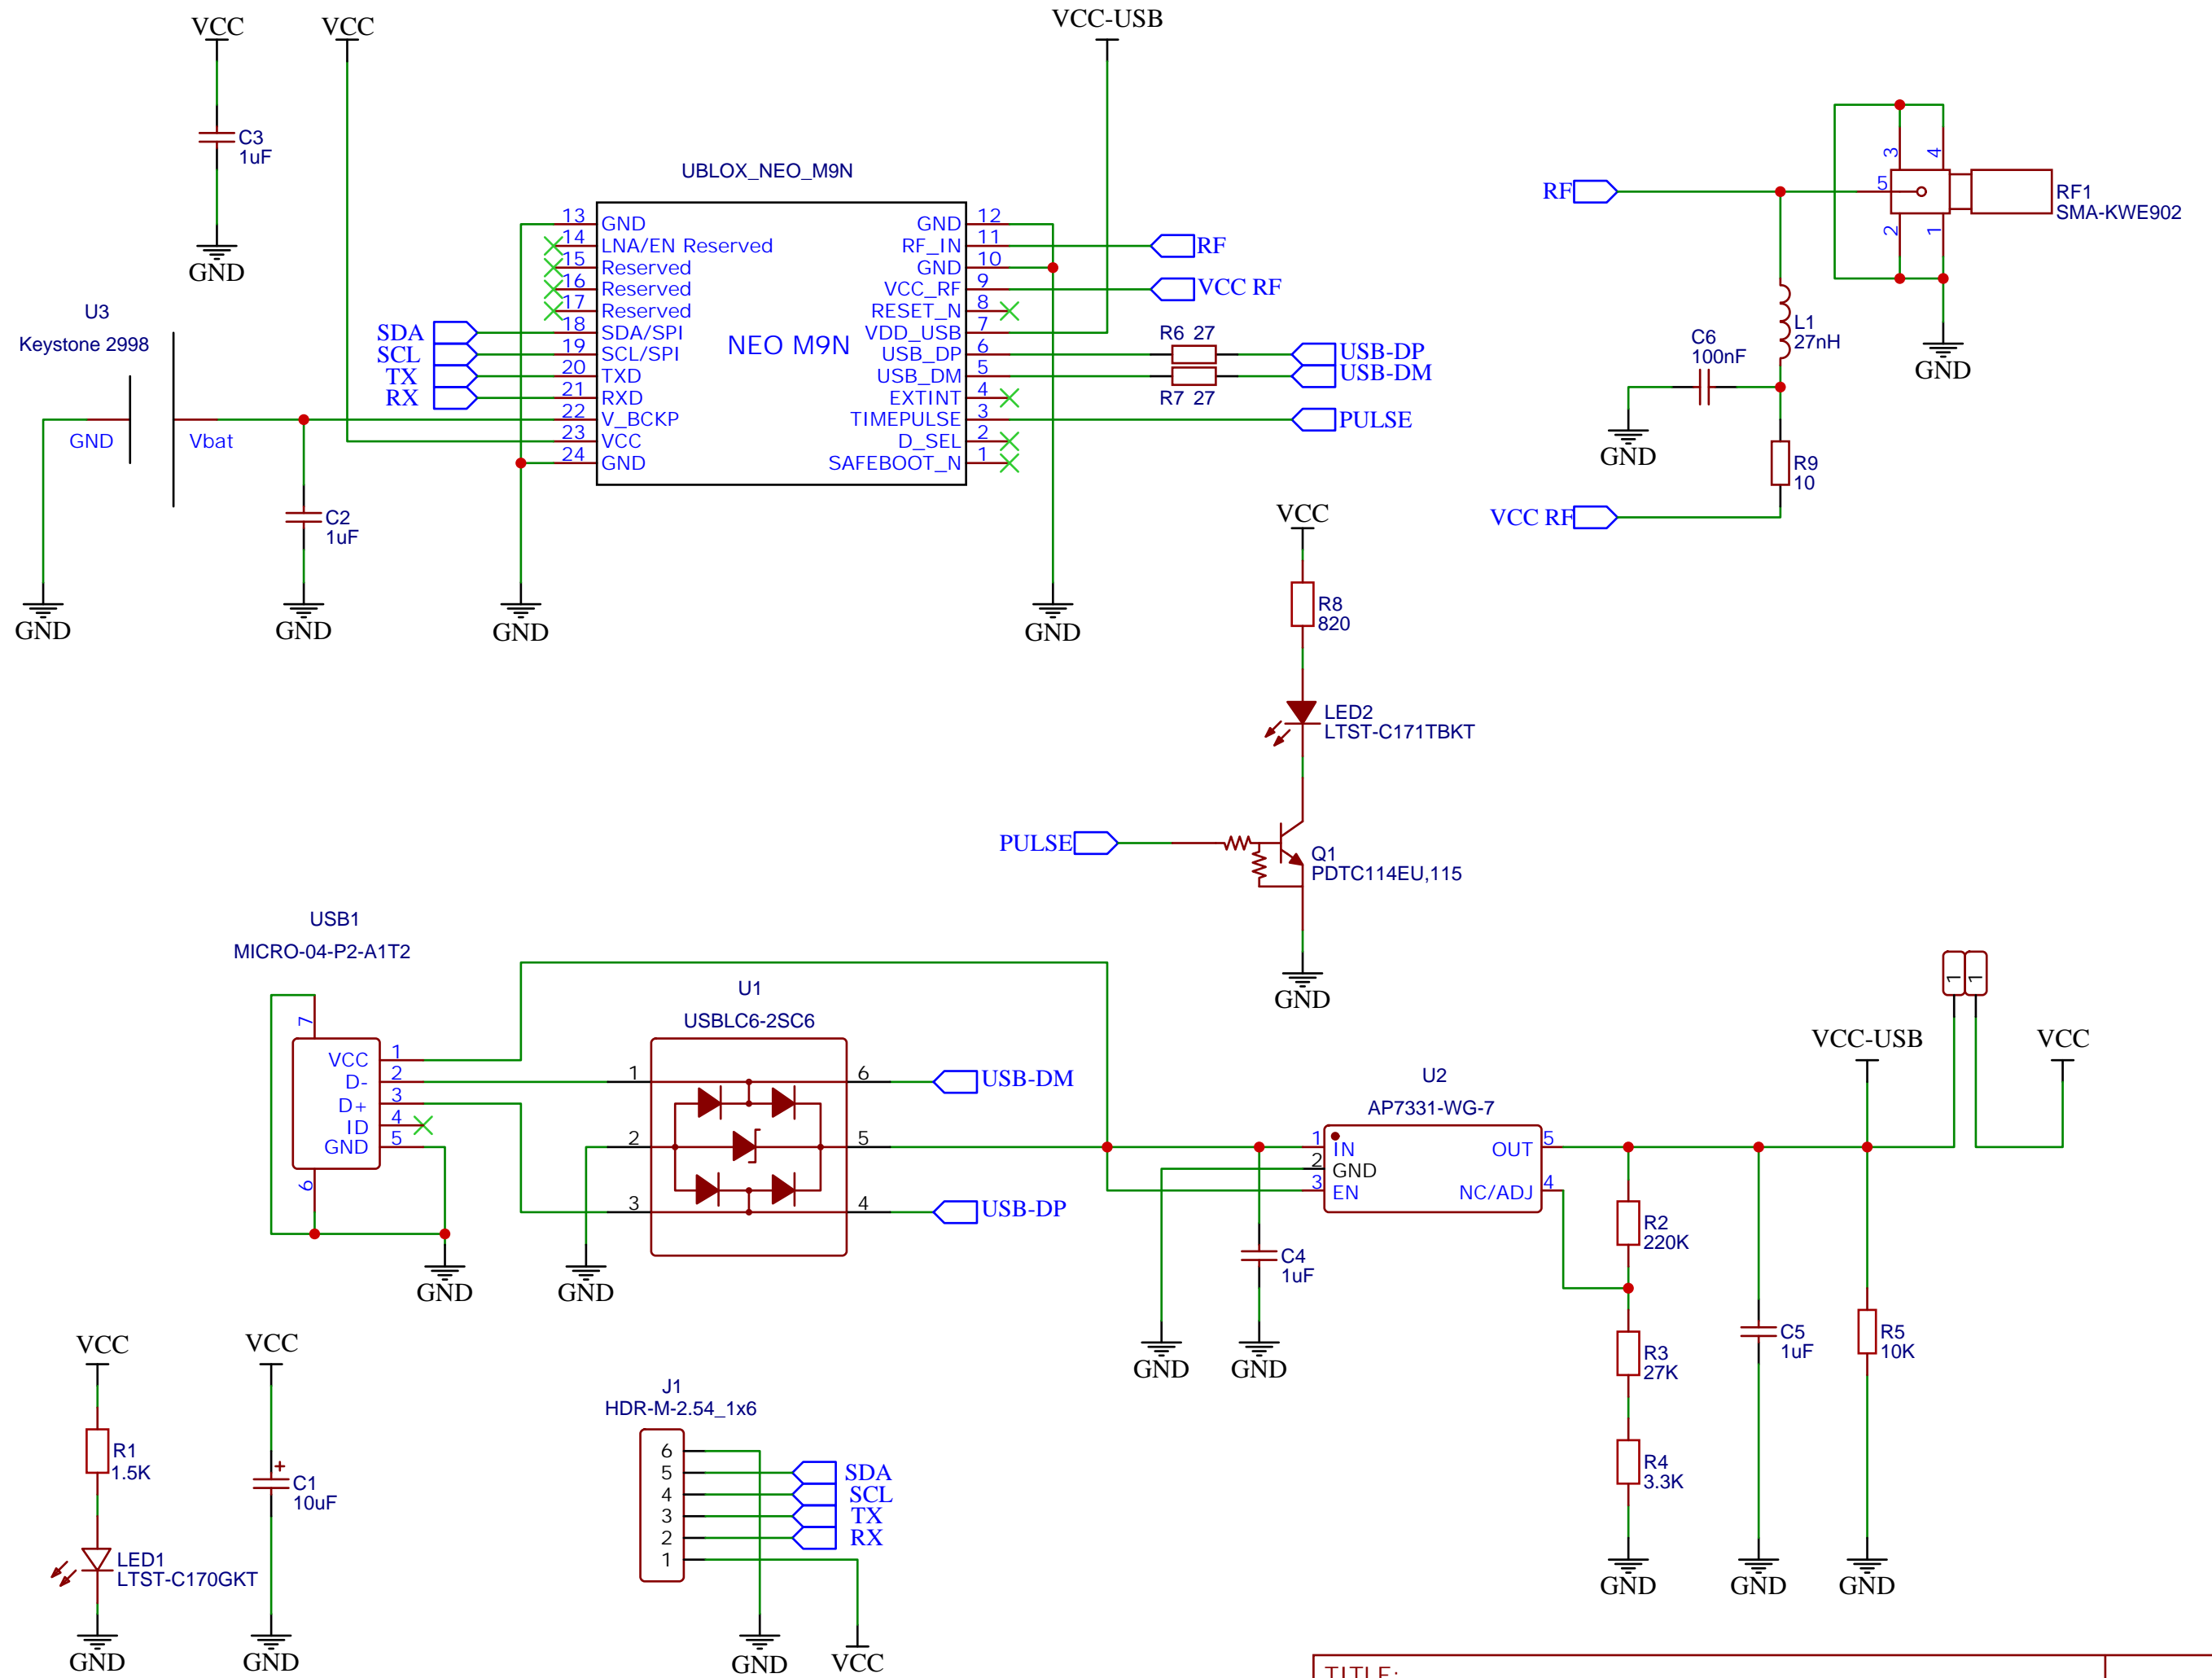 VCC
VCC
VCC-USB
C3
1uF
GND
UBLOX_NEO_M9N
NEO M9N
13 GND
14 LNA/EN Reserved
15 Reserved
16 Reserved
17 Reserved
18 SDA/SPI
19 SCL/SPI
20 TXD
21 RXD
22 V_BCKP
23 VCC
24 GND
GND 12
RF_IN 11
GND 10
VCC_RF 9
RESET_N 8
VDD_USB 7
USB_DP 6
USB_DM 5
EXTINT 4
TIMEPULSE 3
D_SEL 2
SAFEBOOT_N 1
SDA
SCL
TX
RX
RF
VCC RF
R6 27
USB-DP
USB-DM
R7 27
PULSE
U3
Keystone 2998
GND
Vbat
C2
1uF
GND
GND
GND
GND
RF
3
4
5
2
1
RF1
SMA-KWE902
GND
L1
27nH
C6
100nF
GND
R9
10
VCC RF
VCC
R8
820
LED2
LTST-C171TBKT
PULSE
Q1
PDTC114EU,115
GND
USB1
MICRO-04-P2-A1T2
7
VCC 1
D- 2
D+ 3
ID 4
GND 5
6
GND
U1
USBLC6-2SC6
1
2
3
6
5
4
USB-DM
USB-DP
GND
U2
AP7331-WG-7
1 IN
2 GND
3 EN
OUT 5
NC/ADJ 4
C4
1uF
GND
GND
VCC-USB
1
1
VCC
R2
220K
R3
27K
R4
3.3K
C5
1uF
R5
10K
GND
GND
GND
VCC
R1
1.5K
LED1
LTST-C170GKT
GND
VCC
+
C1
10uF
GND
J1
HDR-M-2.54_1x6
6
5 SDA
4 SCL
3 TX
2 RX
1
GND
VCC
TITLE: